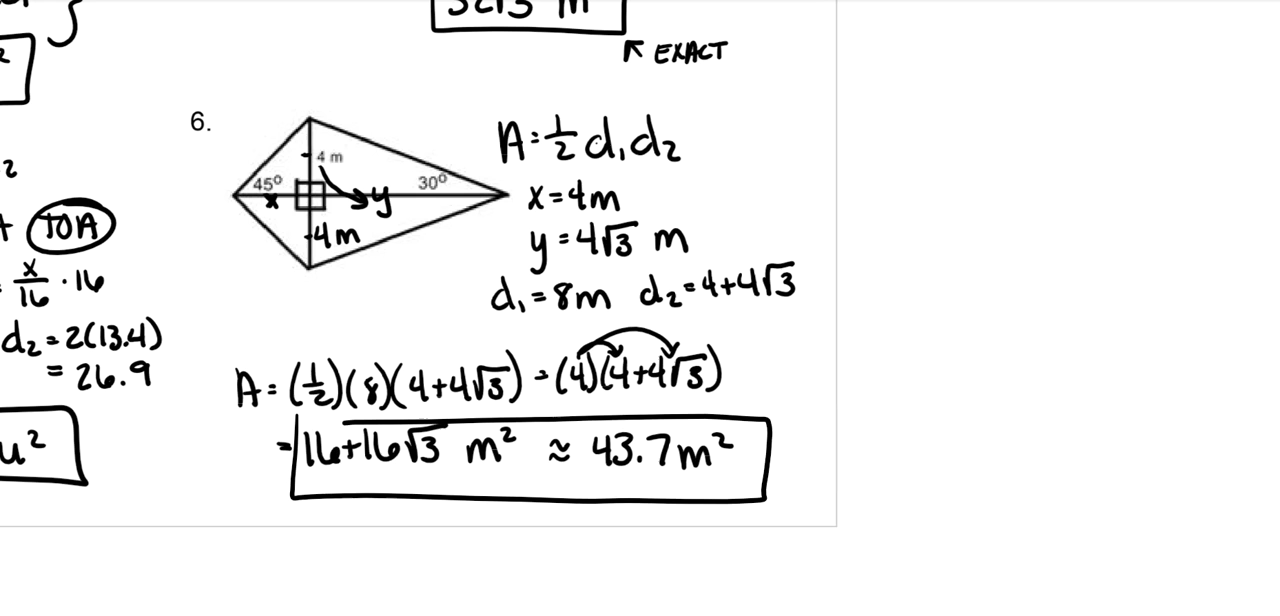 m
↖ EXACT
2
6.
A = 1/2 d₁d₂
4 m
45°
30°
x
y
x = 4m
2
TOA
4m
y = 4√3 m
x/16 · 16
d₁ = 8m d₂ = 4+4√3
d₂ = 2(13.4)
= 26.9
A = (1/2)(8)(4+4√3) = (4)(4+4√3)
u²
= 16+16√3 m² ≈ 43.7m²